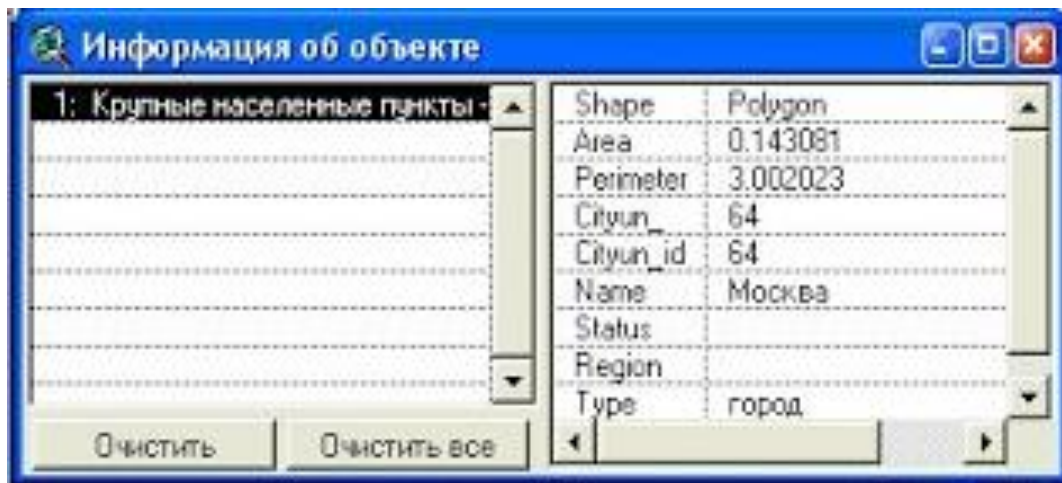 Информация об объекте
1: Крупные населенные пункты -
Shape Polygon
Area 0.143081
Perimeter 3.002023
Cityun_ 64
Cityun_id 64
Name Москва
Status
Region
Type город
Очистить Очистить все